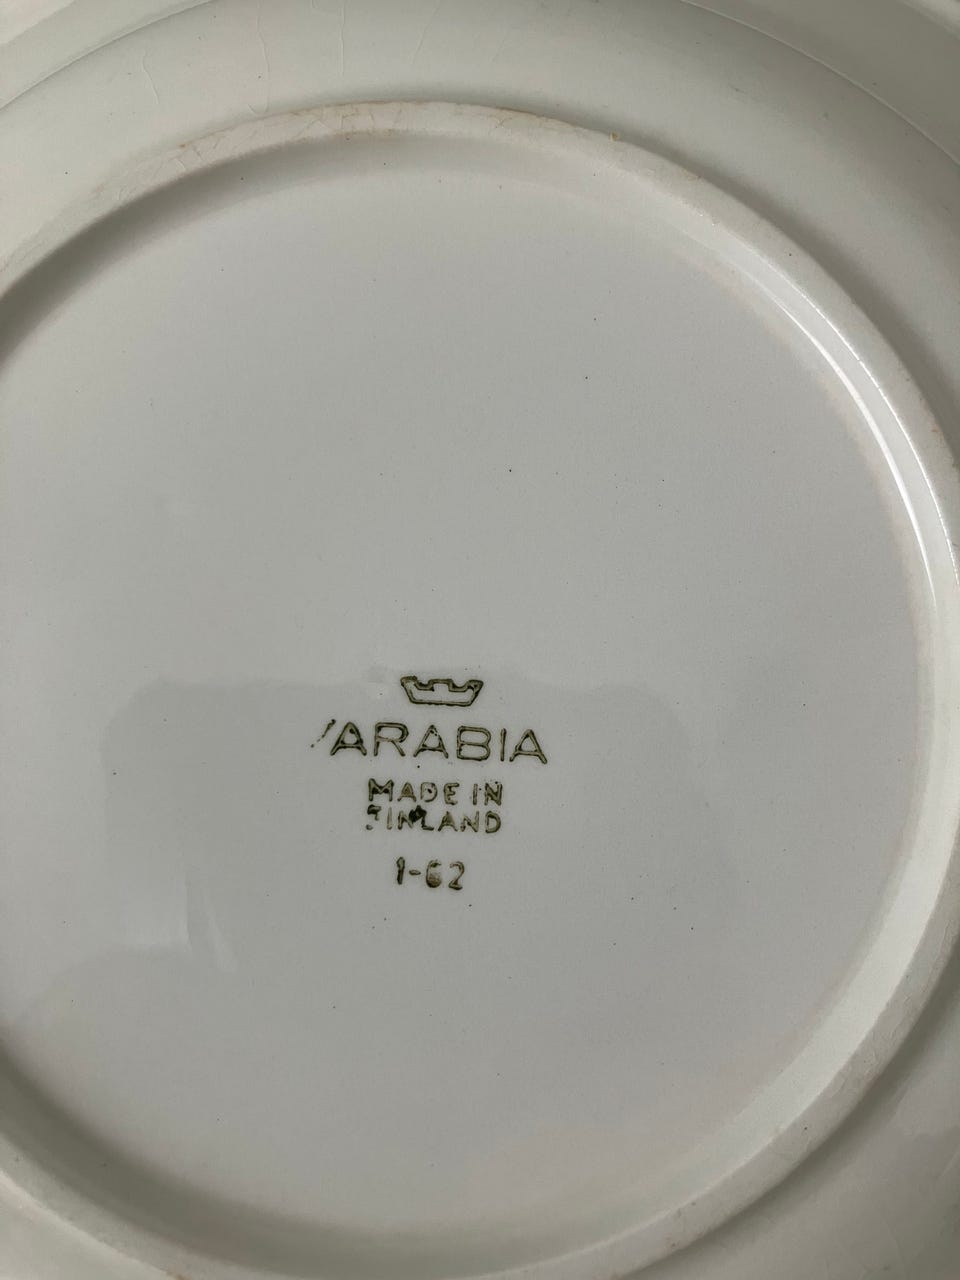 ARABIA
MADE IN
FINLAND
1-62